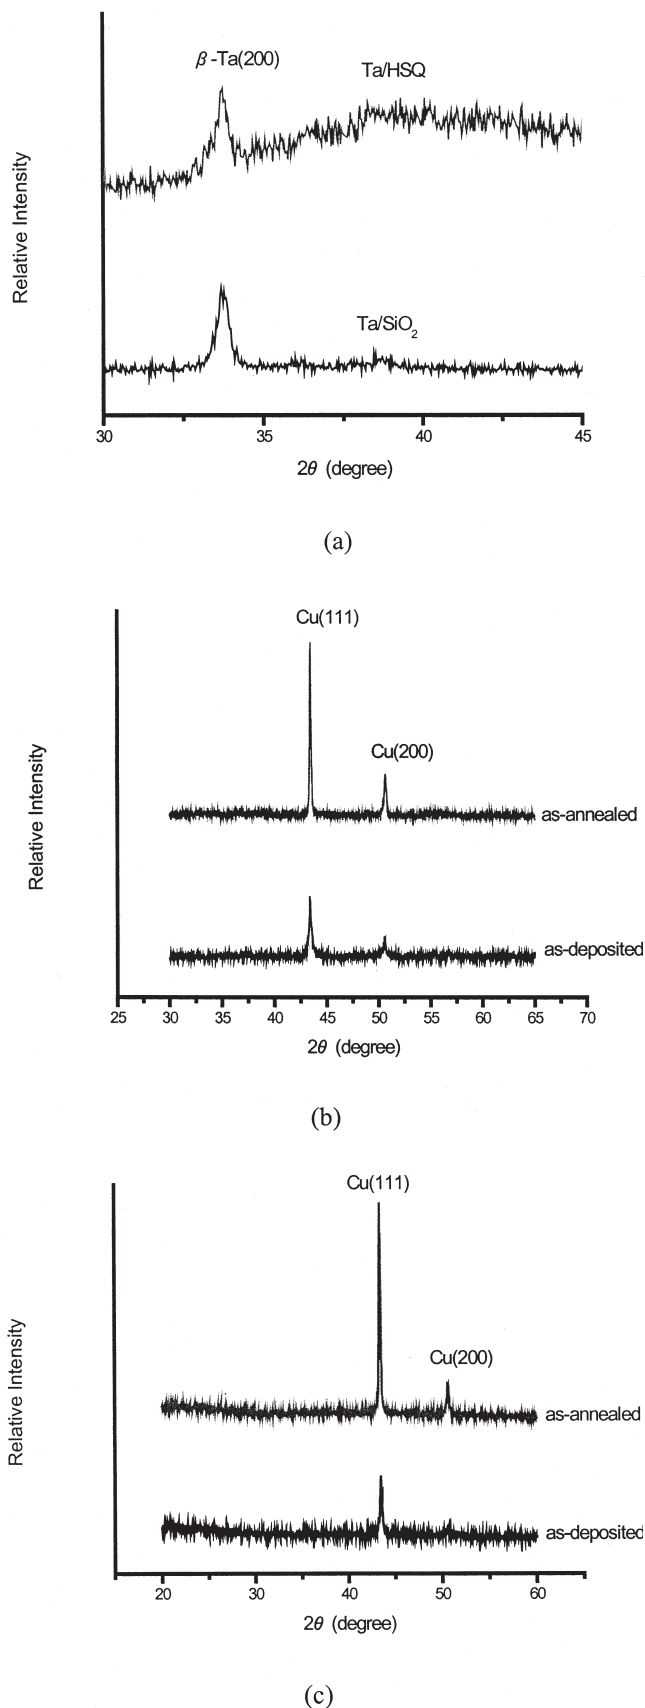 β-Ta(200)
Ta/HSQ
Relative Intensity
Ta/SiO2
30 35 40 45
2θ (degree)
(a)
Cu(111)
Cu(200)
Relative Intensity
as-annealed
as-deposited
25 30 35 40 45 50 55 60 65 70
2θ (degree)
(b)
Cu(111)
Cu(200)
Relative Intensity
as-annealed
as-deposited
20 30 40 50 60
2θ (degree)
(c)